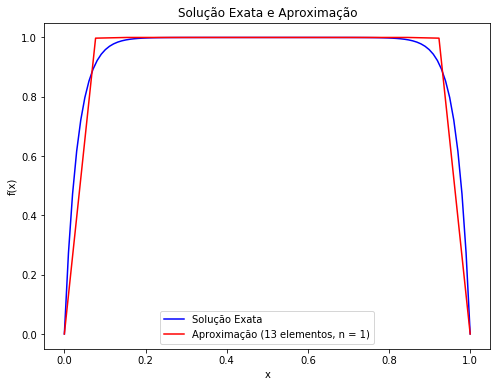 Solução Exata e Aproximação
f(x)
1.0
0.8
0.6
0.4
0.2
0.0
Solução Exata
Aproximação (13 elementos, n = 1)
0.0 0.2 0.4 0.6 0.8 1.0
x